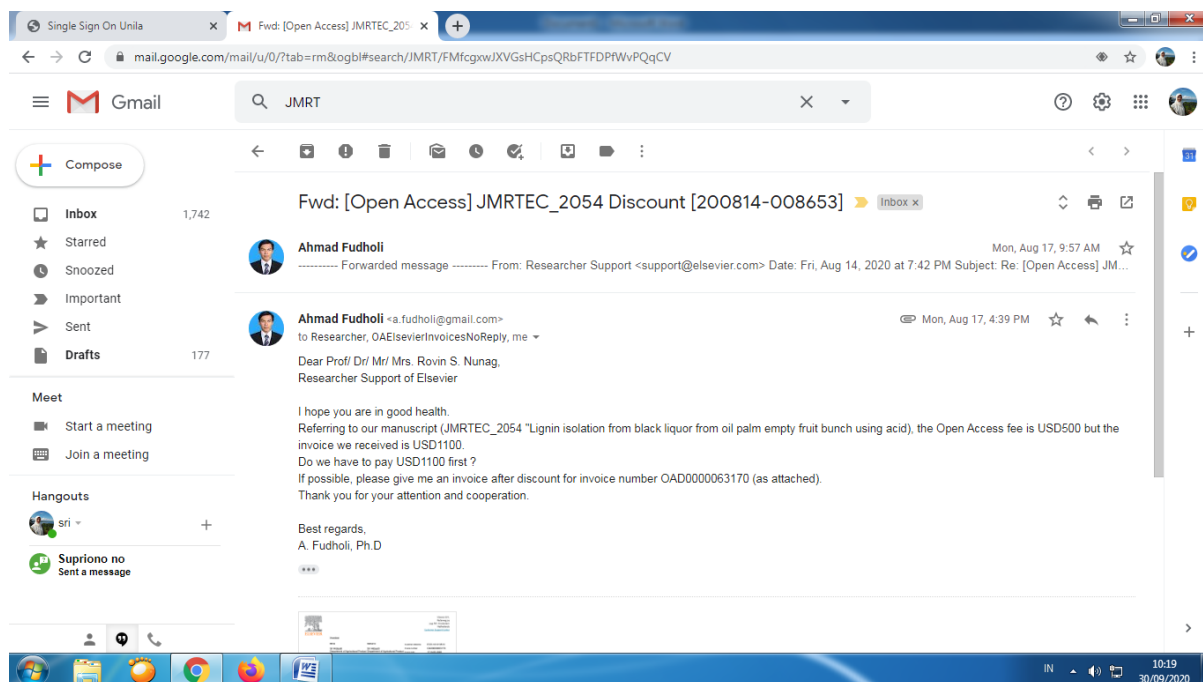 Single Sign On Unila
Fwd: [Open Access] JMRTEC_205
mail.google.com/mail/u/0/?tab=rm&ogbl#search/JMRT/FMfcgxwJXVGsHCpsQRbFTFDPfWvPQqCV
Gmail
JMRT
Compose
Inbox 1,742
Starred
Snoozed
Important
Sent
Drafts 177
Meet
Start a meeting
Join a meeting
Hangouts
sri
Supriono no
Sent a message
Fwd: [Open Access] JMRTEC_2054 Discount [200814-008653] Inbox x
Ahmad Fudholi Mon, Aug 17, 9:57 AM
---------- Forwarded message --------- From: Researcher Support <support@elsevier.com> Date: Fri, Aug 14, 2020 at 7:42 PM Subject: Re: [Open Access] JM...
Ahmad Fudholi <a.fudholi@gmail.com> Mon, Aug 17, 4:39 PM
to Researcher, OAElsevierInvoicesNoReply, me
Dear Prof/ Dr/ Mr/ Mrs. Rovin S. Nunag,
Researcher Support of Elsevier
I hope you are in good health.
Referring to our manuscript (JMRTEC_2054 "Lignin isolation from black liquor from oil palm empty fruit bunch using acid), the Open Access fee is USD500 but the
invoice we received is USD1100.
Do we have to pay USD1100 first ?
If possible, please give me an invoice after discount for invoice number OAD0000063170 (as attached).
Thank you for your attention and cooperation.
Best regards,
A. Fudholi, Ph.D
31
IN 10:19
30/09/2020